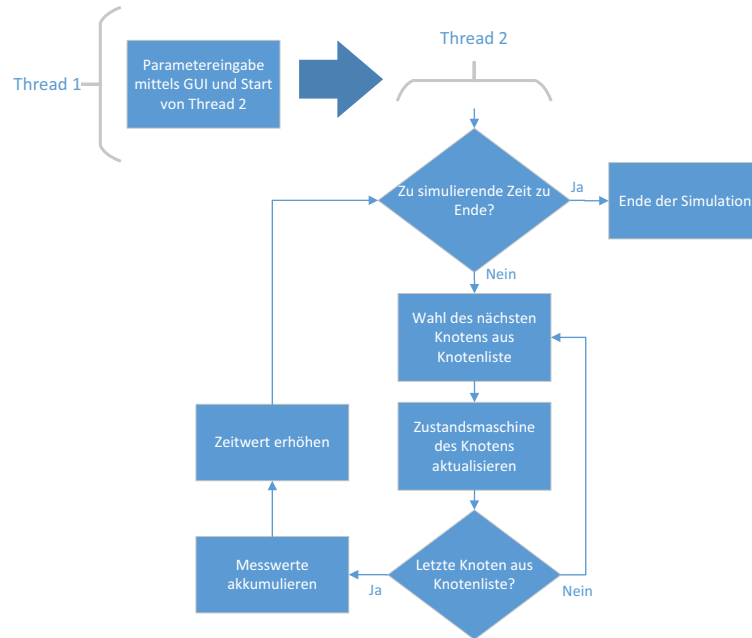 Thread 1
Parametereingabe
mittels GUI und Start
von Thread 2
Thread 2
Zu simulierende Zeit zu
Ende?
Ja
Ende der Simulation
Nein
Wahl des nächsten
Knotens aus
Knotenliste
Zustandsmaschine
des Knotens
aktualisieren
Letzte Knoten aus
Knotenliste?
Nein
Ja
Messwerte
akkumulieren
Zeitwert erhöhen